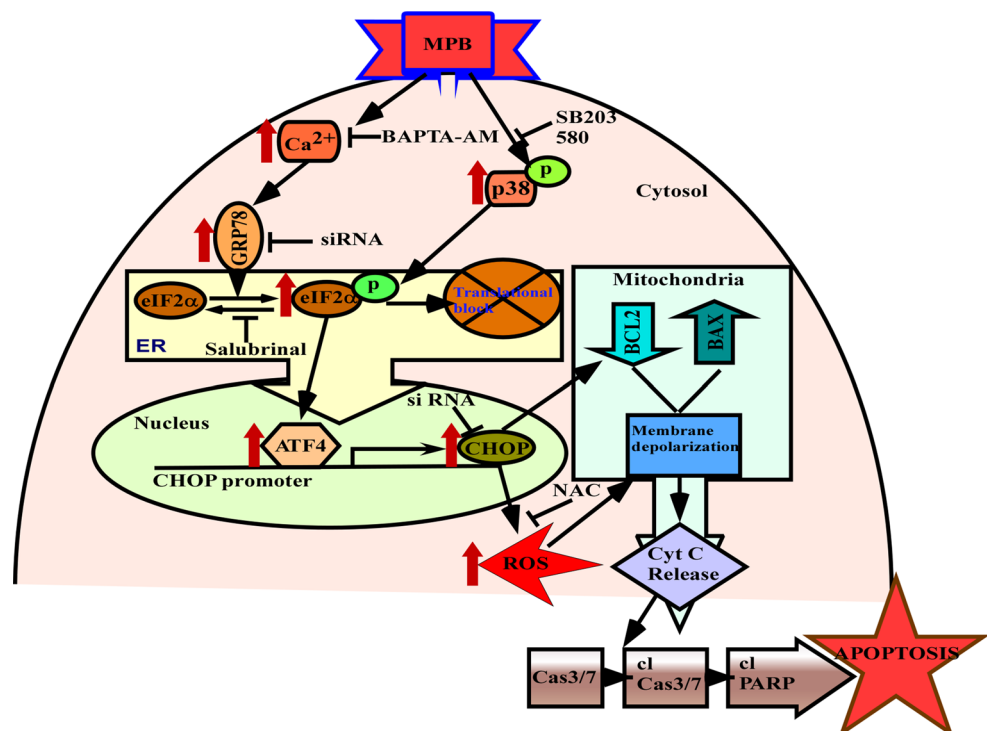 MPB
SB203
580
Ca2+
BAPTA-AM
p
p38
Cytosol
GRP78
siRNA
Mitochondria
eIF2α
eIF2α
p
Translational
block
BCL2
BAX
ER
Salubrinal
si RNA
Nucleus
ATF4
CHOP
Membrane
depolarization
CHOP promoter
NAC
ROS
Cyt C
Release
APOPTOSIS
Cas3/7
cl
Cas3/7
cl
PARP